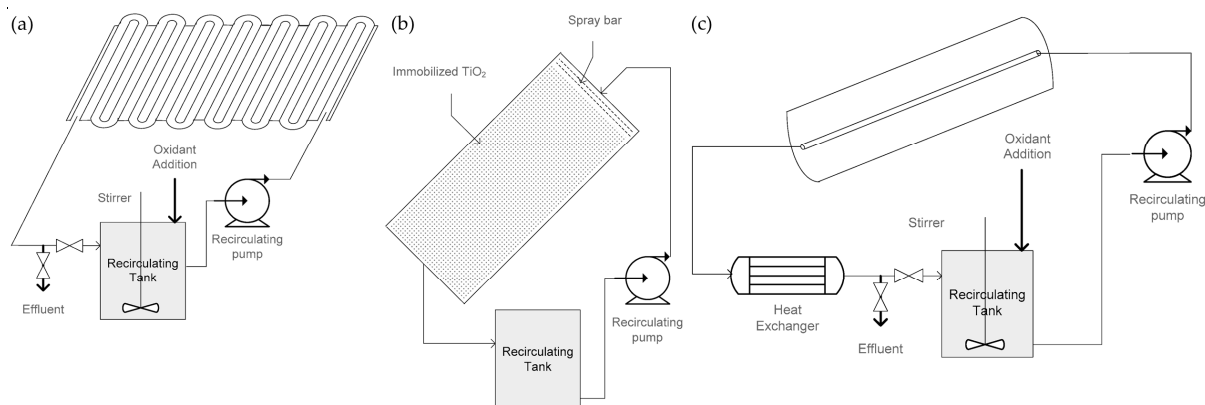 (a)
Oxidant
Addition
Stirrer
Recirculating
Tank
Recirculating
pump
Effluent
(b)
Spray bar
Immobilized TiO₂
Recirculating
Tank
Recirculating
pump
(c)
Oxidant
Addition
Recirculating
pump
Stirrer
Recirculating
Tank
Heat
Exchanger
Effluent